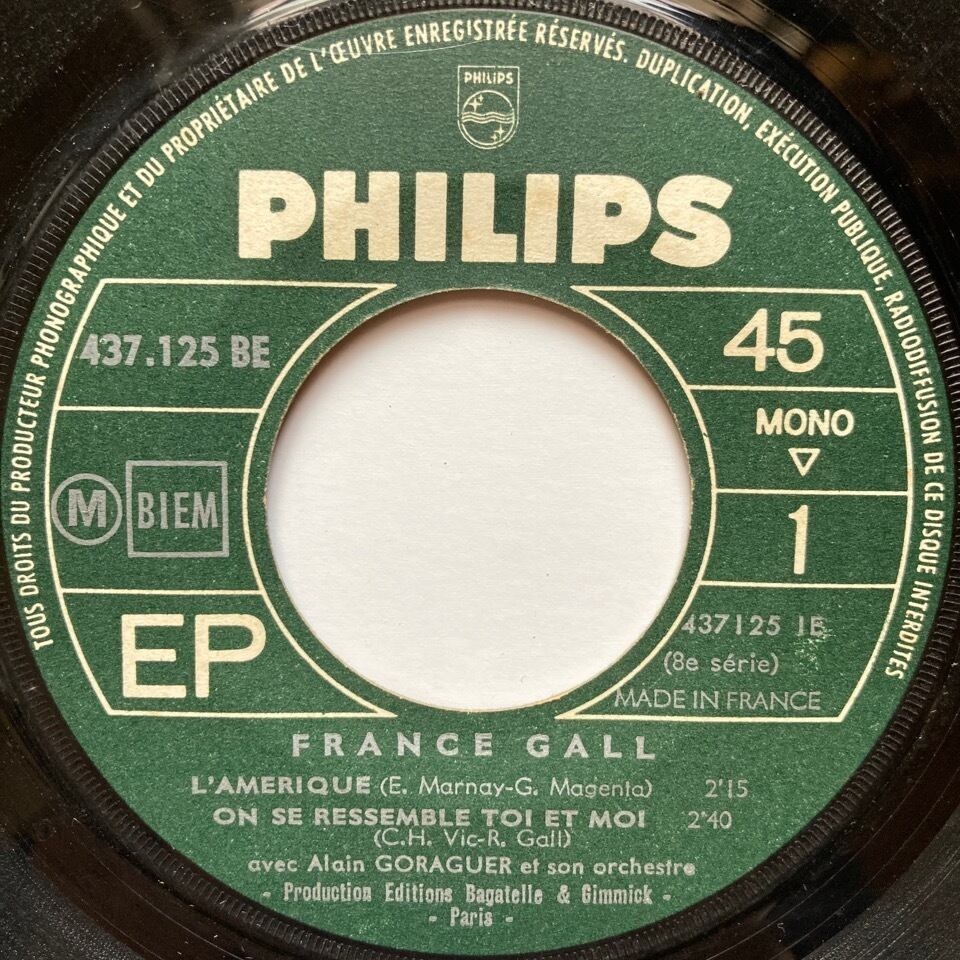 TOUS DROITS DU PRODUCTEUR PHONOGRAPHIQUE ET DU PROPRIÉTAIRE DE L'ŒUVRE ENREGISTRÉE RÉSERVÉS. DUPLICATION, EXÉCUTION PUBLIQUE, RADIODIFFUSION DE CE DISQUE INTERDITES
PHILIPS
PHILIPS
437.125 BE
45
MONO
M BIEM
1
EP
437125 1E
(8e série)
MADE IN FRANCE
FRANCE GALL
L'AMERIQUE (E. Marnay-G. Magenta) 2'15
ON SE RESSEMBLE TOI ET MOI 2'40
(C.H. Vic-R. Gall)
avec Alain GORAGUER et son orchestre
- Production Editions Bagatelle & Gimmick -
- Paris -